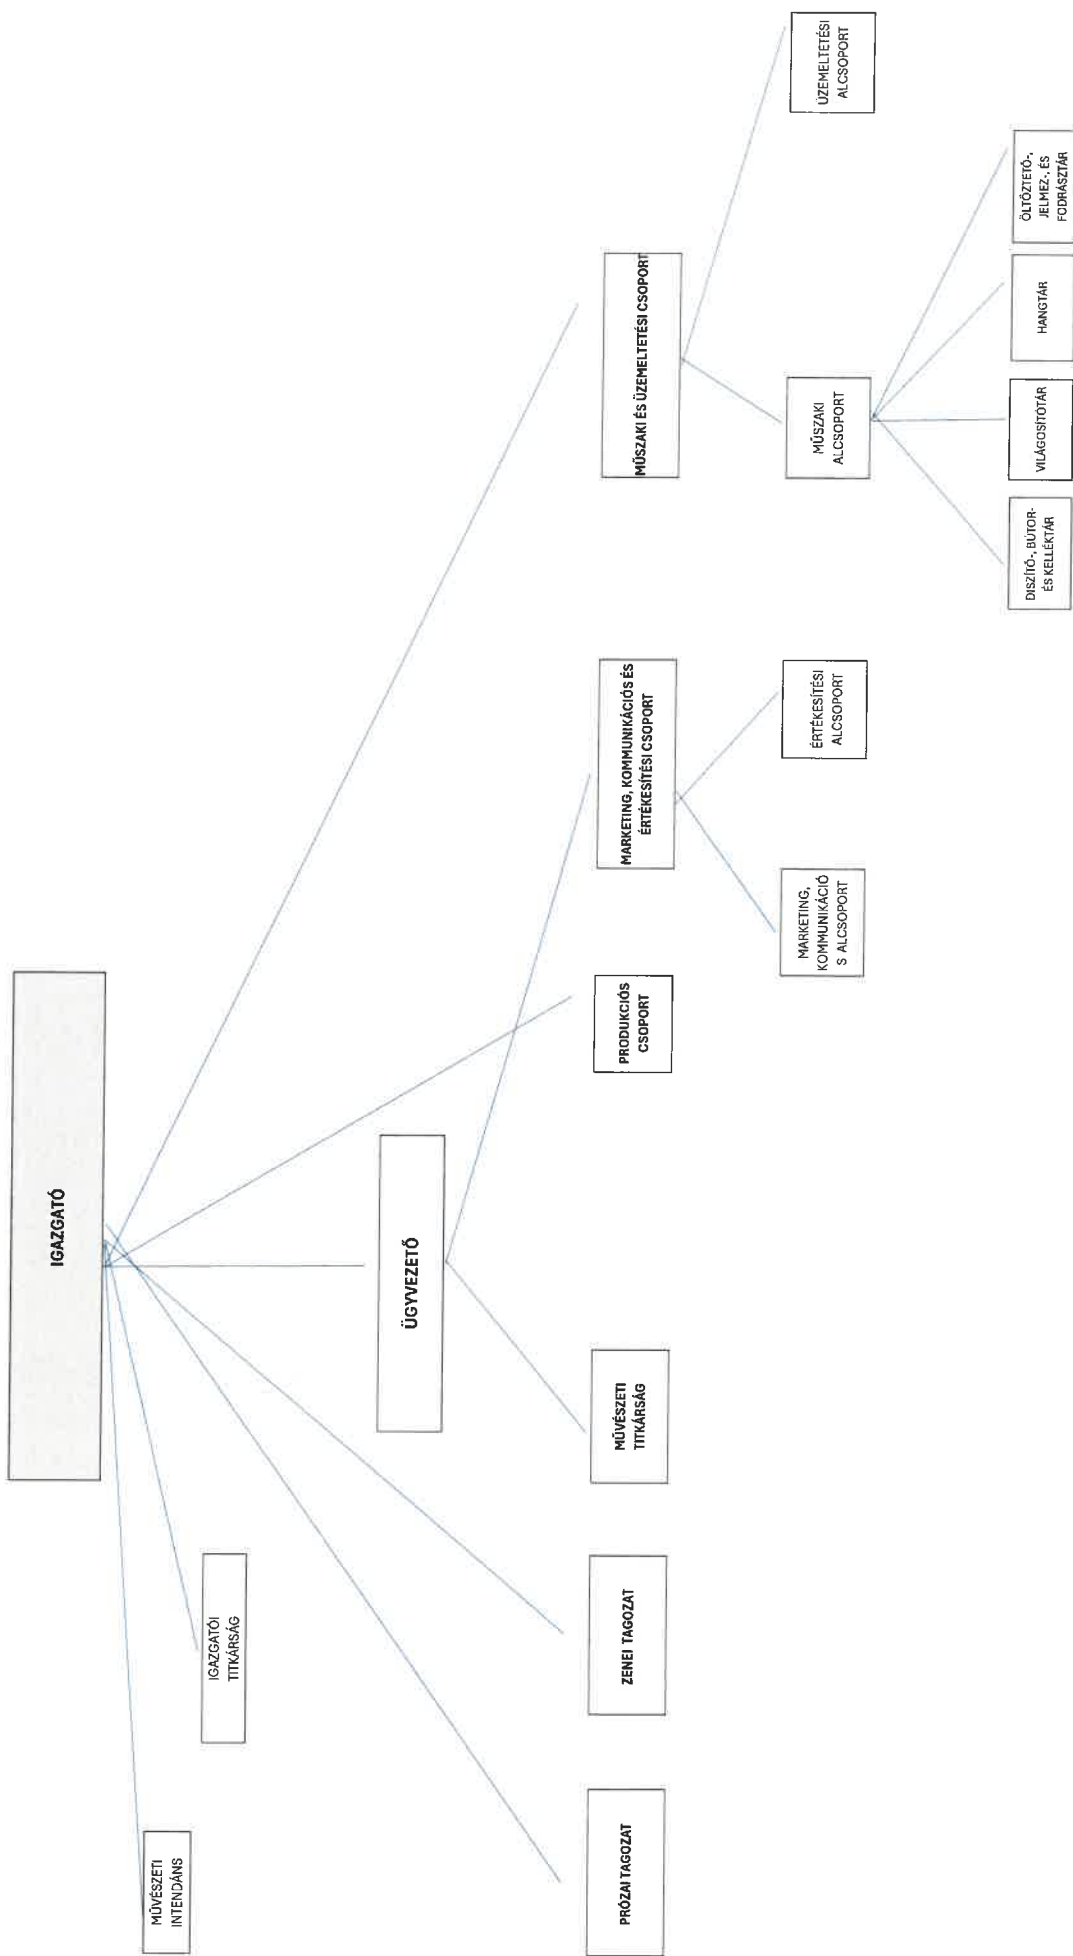 IGAZGATÓ
MŰVÉSZETI
INTENDÁNS
IGAZGATÓI
TITKÁRSÁG
ÜGYVEZETŐ
PRÓZAI TAGOZAT
ZENEI TAGOZAT
MŰVÉSZETI
TITKÁRSÁG
PRODUKCIÓS
CSOPORT
MARKETING, KOMMUNIKÁCIÓS ÉS
ÉRTÉKESÍTÉSI CSOPORT
MŰSZAKI ÉS ÜZEMELTETÉSI CSOPORT
MARKETING,
KOMMUNIKÁCIÓ
S ALCSOPORT
ÉRTÉKESÍTÉSI
ALCSOPORT
MŰSZAKI
ALCSOPORT
ÜZEMELTETÉSI
ALCSOPORT
DISZÍTŐ-, BÚTOR-
ÉS KELLÉKTÁR
VILÁGOSÍTÓTÁR
HANGTÁR
ÖLTÖZTETŐ-,
JELMEZ-, ÉS
FODRÁSZTÁR